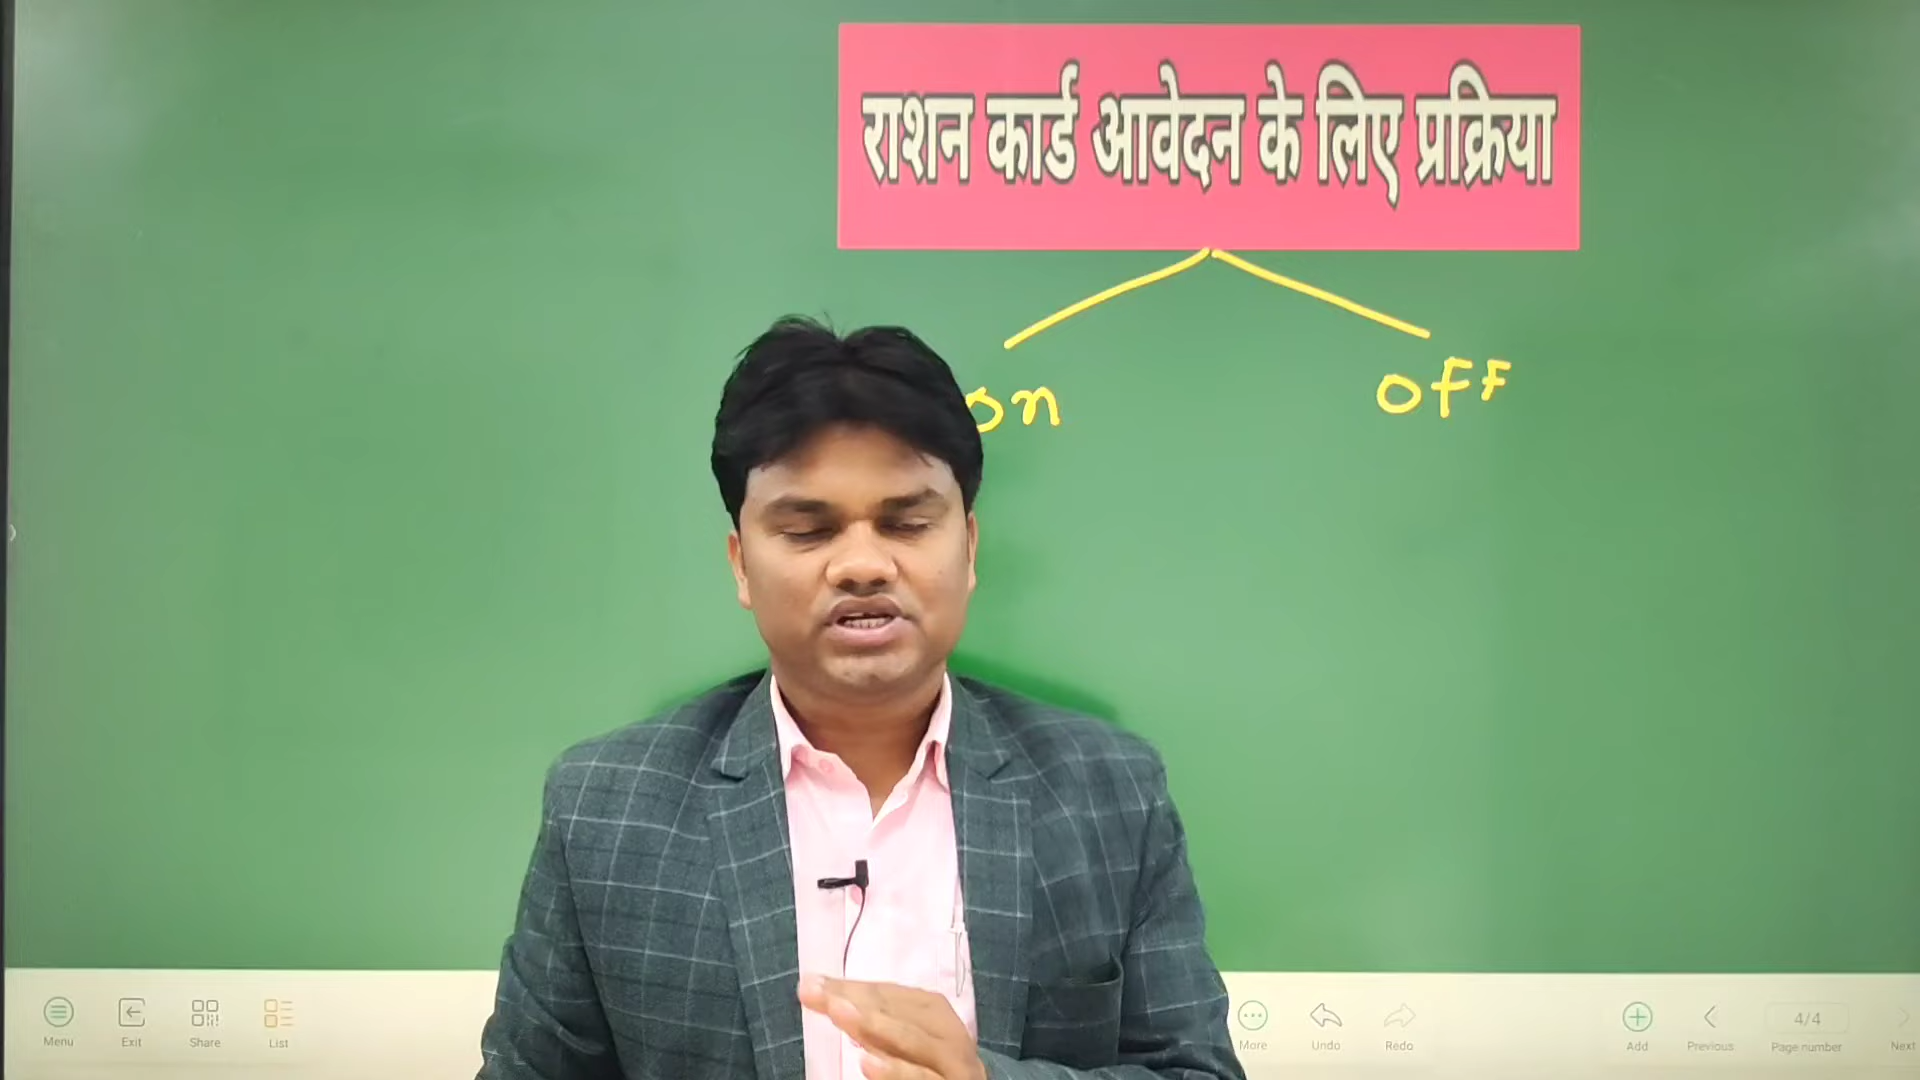 राशन कार्ड आवेदन के लिए प्रक्रिया
on
off
Menu
Exit
Share
List
More
Undo
Redo
Add
Previous
4/4
Page number
Next